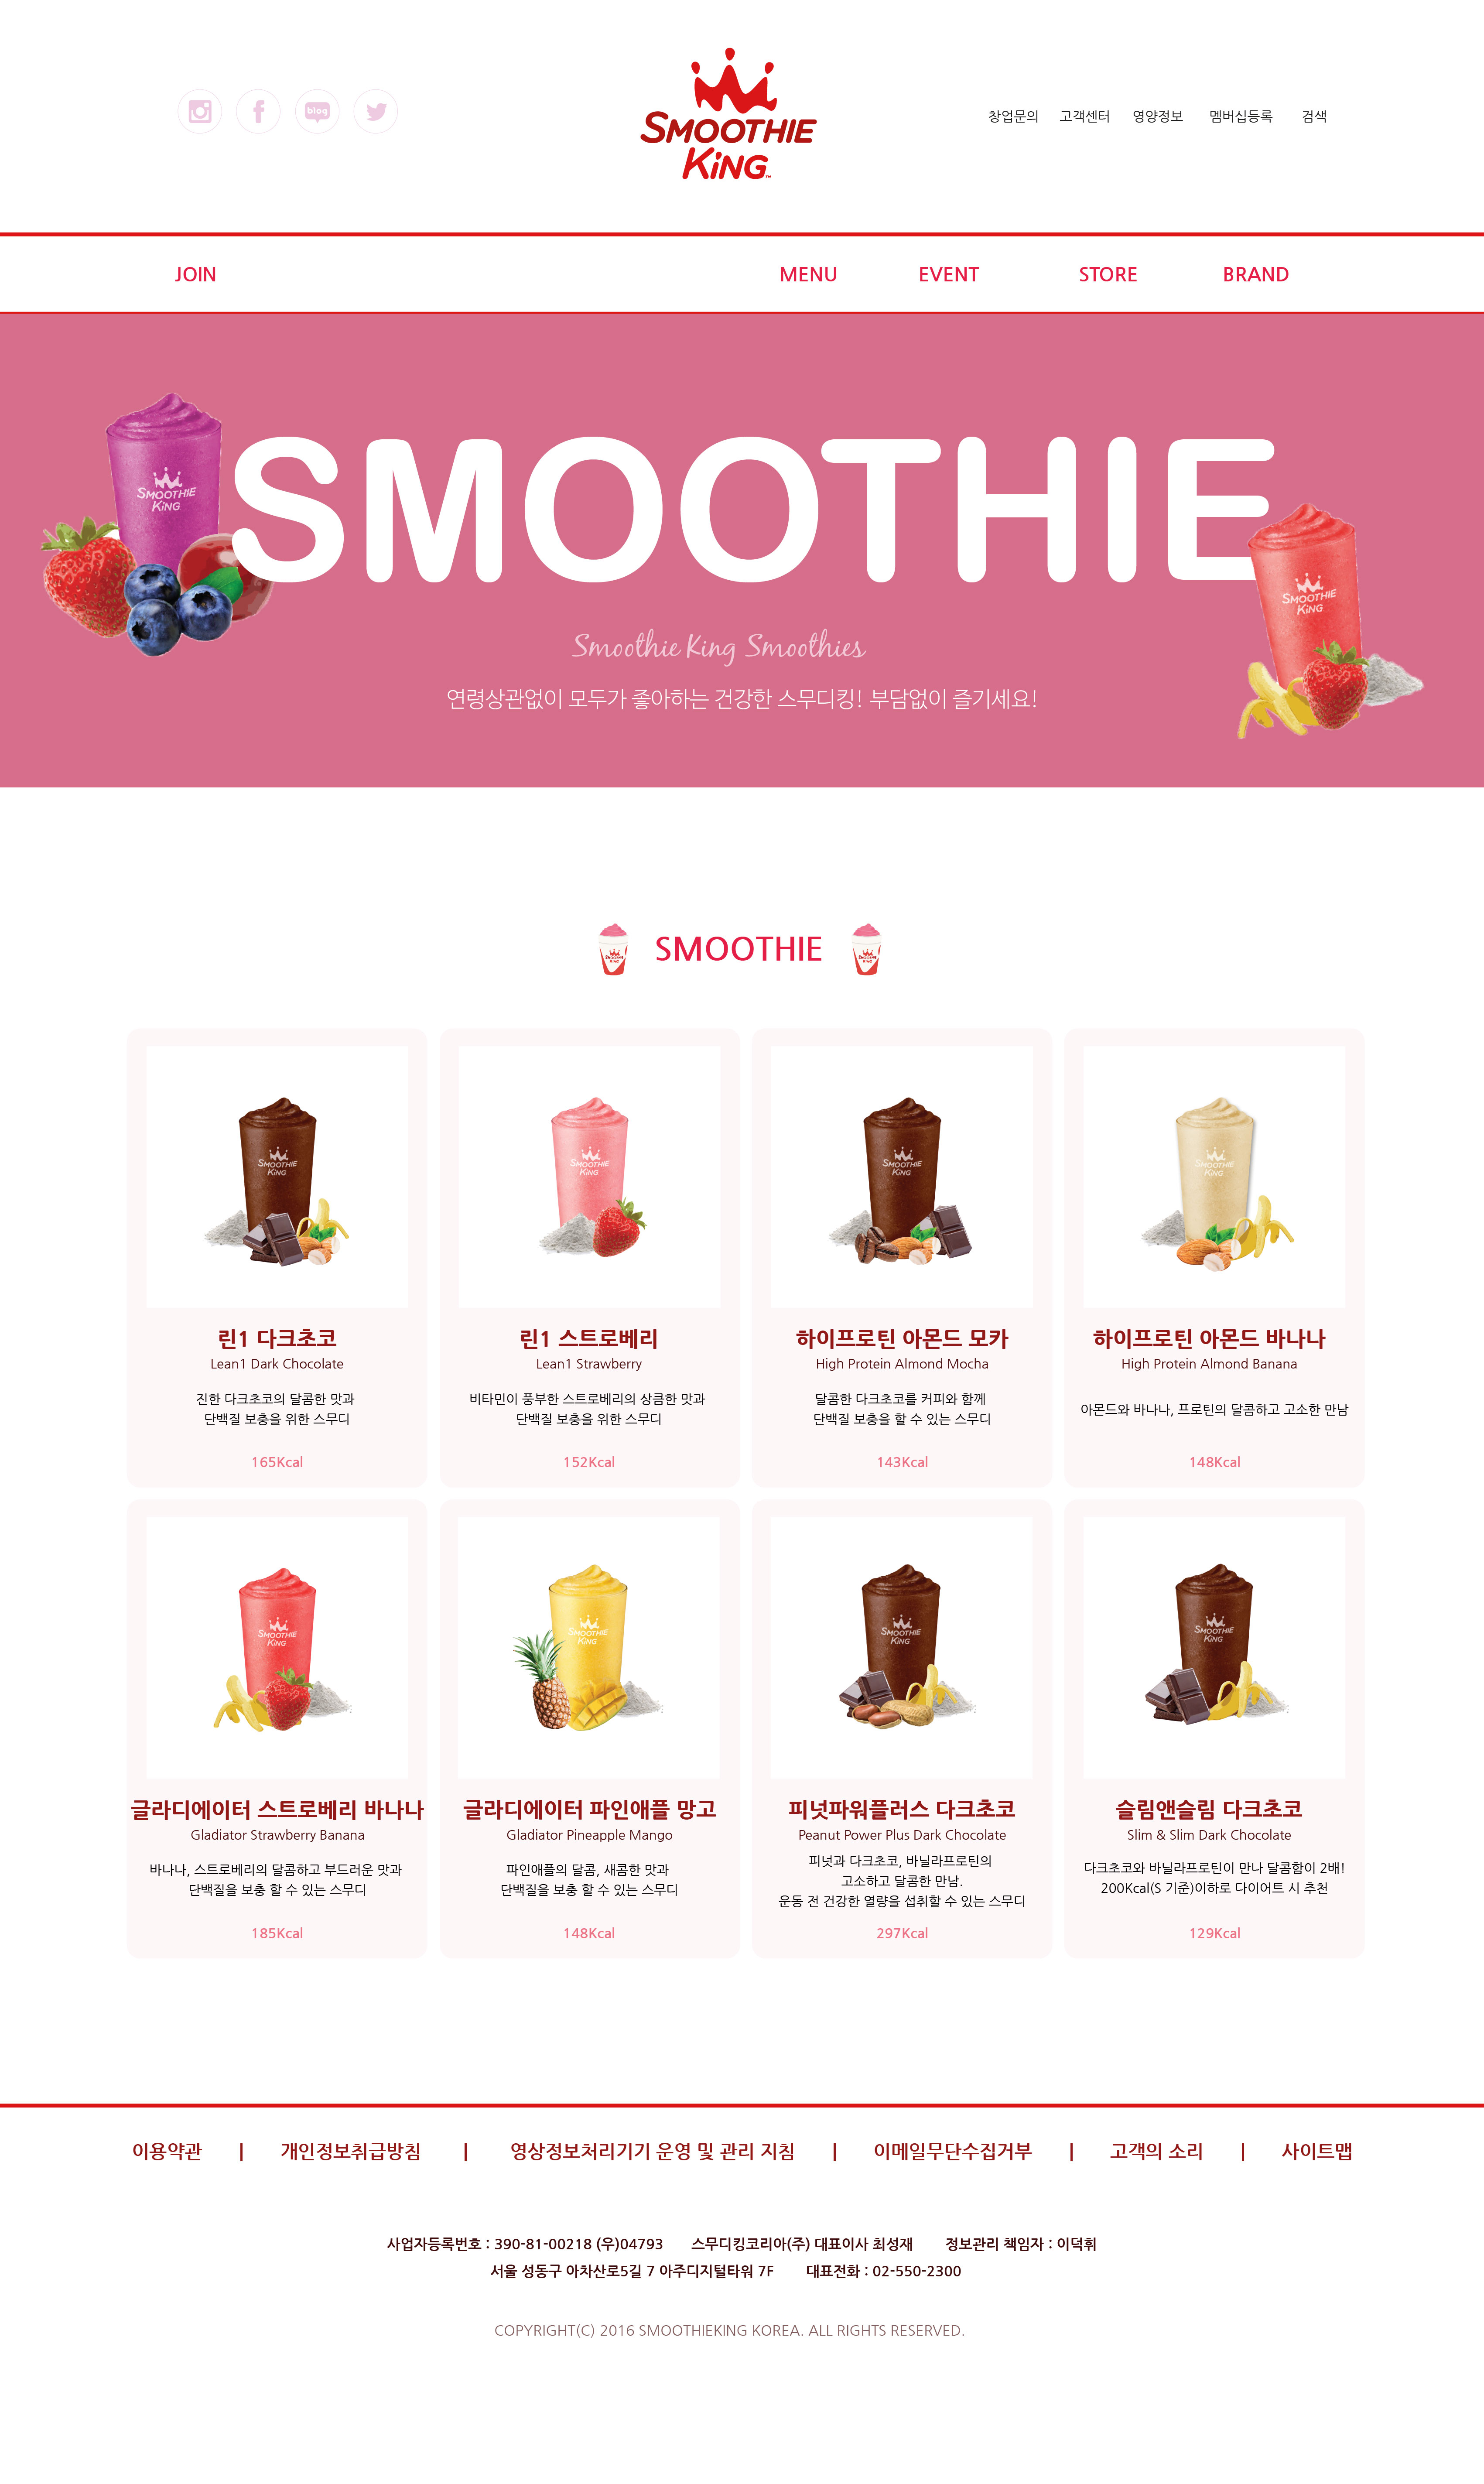 blog
SMOOTHIE
KING™
창업문의 고객센터 영양정보 멤버십등록 검색
JOIN MENU EVENT STORE BRAND
SMOOTHIE
KING
SMOOTHIE
SMOOTHIE
KING
Smoothie King Smoothies
연령상관없이 모두가 좋아하는 건강한 스무디킹! 부담없이 즐기세요!
SMOOTHIE
SMOOTHIE
KING
SMOOTHIE
KING
SMOOTHIE
KING
SMOOTHIE
KING
린1 다크초코
Lean1 Dark Chocolate
진한 다크초코의 달콤한 맛과
단백질 보충을 위한 스무디
165Kcal
린1 스트로베리
Lean1 Strawberry
비타민이 풍부한 스트로베리의 상큼한 맛과
단백질 보충을 위한 스무디
152Kcal
하이프로틴 아몬드 모카
High Protein Almond Mocha
달콤한 다크초코를 커피와 함께
단백질 보충을 할 수 있는 스무디
143Kcal
하이프로틴 아몬드 바나나
High Protein Almond Banana
아몬드와 바나나, 프로틴의 달콤하고 고소한 만남
148Kcal
SMOOTHIE
KING
SMOOTHIE
KING
SMOOTHIE
KING
SMOOTHIE
KING
글라디에이터 스트로베리 바나나
Gladiator Strawberry Banana
바나나, 스트로베리의 달콤하고 부드러운 맛과
단백질을 보충 할 수 있는 스무디
185Kcal
글라디에이터 파인애플 망고
Gladiator Pineapple Mango
파인애플의 달콤, 새콤한 맛과
단백질을 보충 할 수 있는 스무디
148Kcal
피넛파워플러스 다크초코
Peanut Power Plus Dark Chocolate
피넛과 다크초코, 바닐라프로틴의
고소하고 달콤한 만남.
운동 전 건강한 열량을 섭취할 수 있는 스무디
297Kcal
슬림앤슬림 다크초코
Slim & Slim Dark Chocolate
다크초코와 바닐라프로틴이 만나 달콤함이 2배!
200Kcal(S 기준)이하로 다이어트 시 추천
129Kcal
이용약관 | 개인정보취급방침 | 영상정보처리기기 운영 및 관리 지침 | 이메일무단수집거부 | 고객의 소리 | 사이트맵
사업자등록번호 : 390-81-00218 (우)04793 스무디킹코리아(주) 대표이사 최성재 정보관리 책임자 : 이덕휘
서울 성동구 아차산로5길 7 아주디지털타워 7F 대표전화 : 02-550-2300
COPYRIGHT(C) 2016 SMOOTHIEKING KOREA. ALL RIGHTS RESERVED.